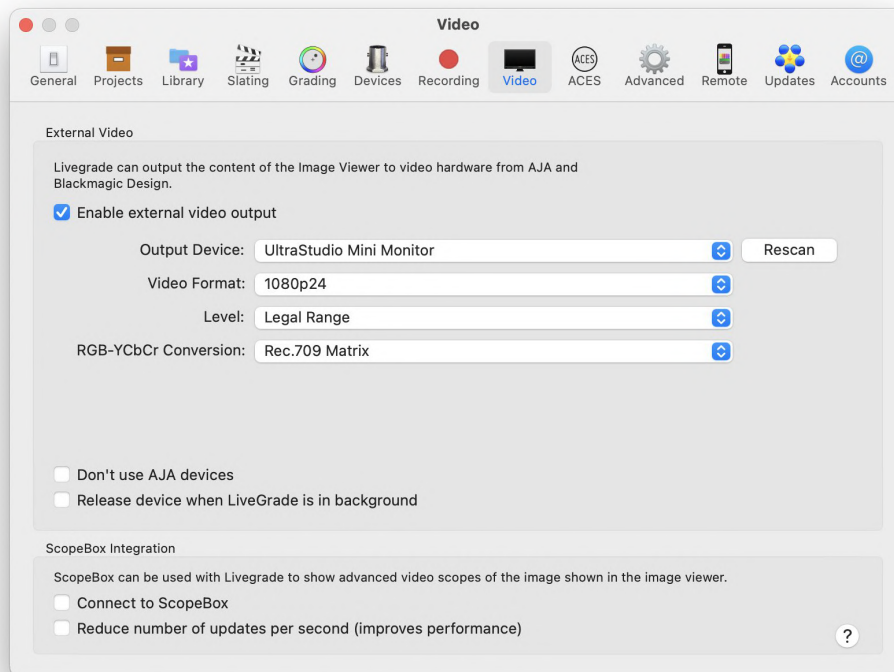 Video
General Projects Library Slating Grading Devices Recording Video ACES ACES Advanced Remote Updates @ Accounts
External Video
Livegrade can output the content of the Image Viewer to video hardware from AJA and
Blackmagic Design.
Enable external video output
Output Device: UltraStudio Mini Monitor Rescan
Video Format: 1080p24
Level: Legal Range
RGB-YCbCr Conversion: Rec.709 Matrix
Don't use AJA devices
Release device when LiveGrade is in background
ScopeBox Integration
ScopeBox can be used with Livegrade to show advanced video scopes of the image shown in the image viewer.
Connect to ScopeBox
Reduce number of updates per second (improves performance)
?